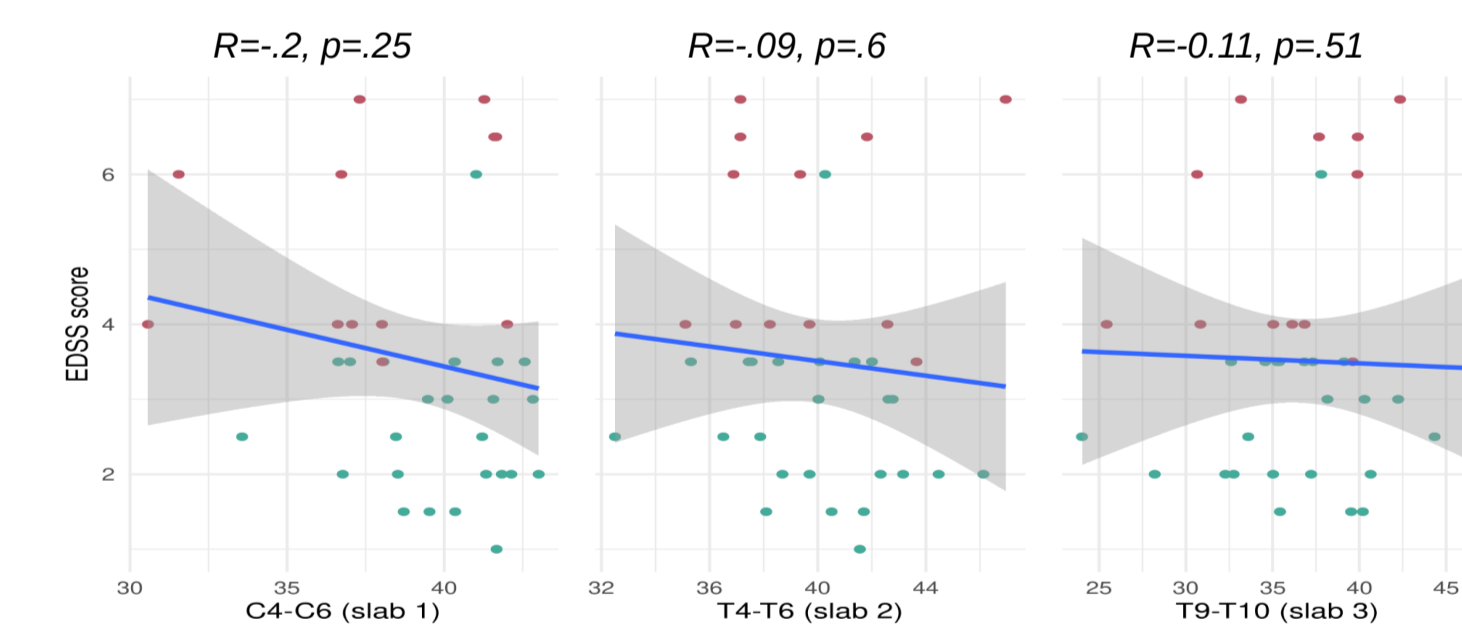 R=-.2, p=.25
R=-.09, p=.6
R=-0.11, p=.51
EDSS score
6
4
2
30 35 40
32 36 40 44
25 30 35 40 45
C4-C6 (slab 1)
T4-T6 (slab 2)
T9-T10 (slab 3)